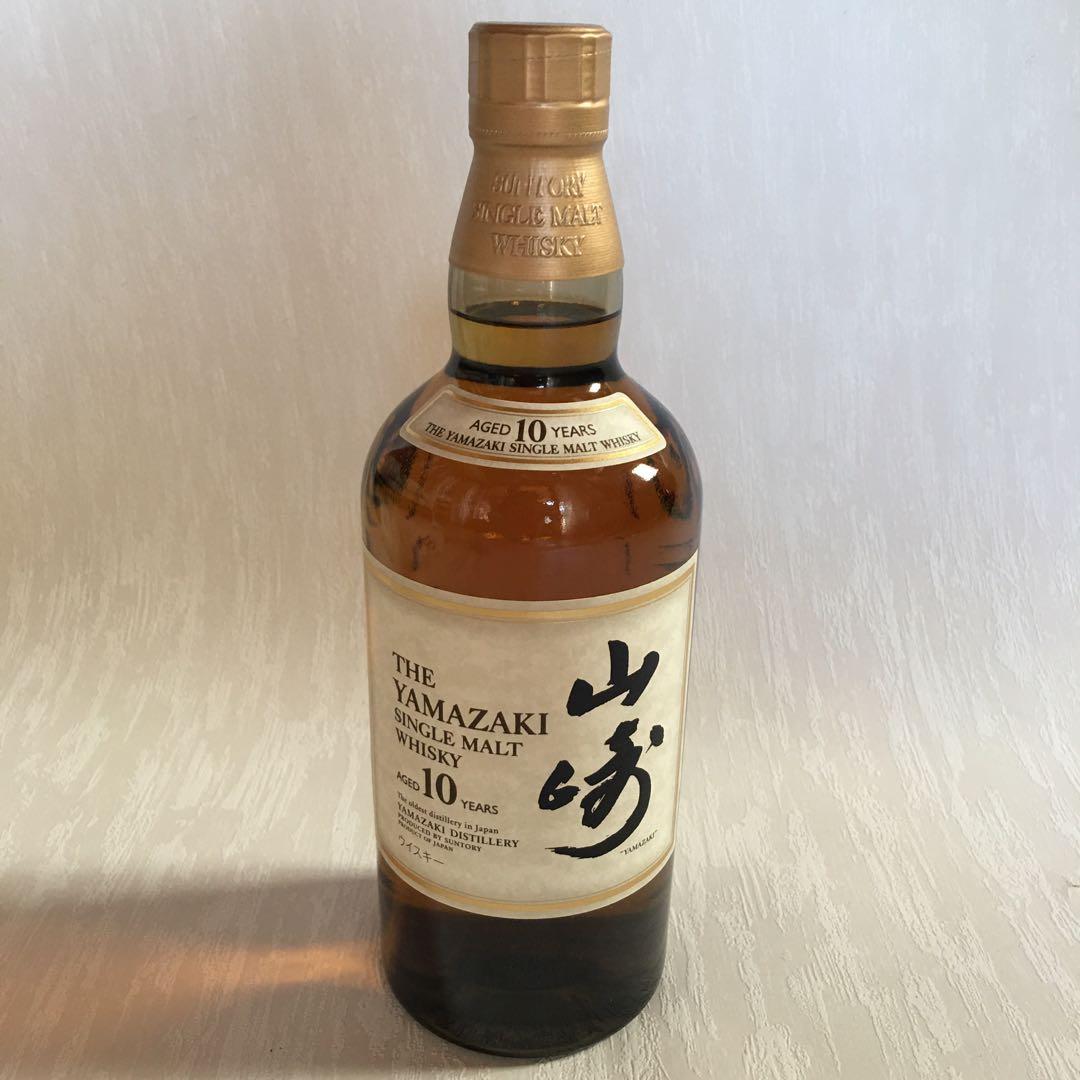 SUNTORY
SINGLE MALT
WHISKY
AGED 10 YEARS
THE YAMAZAKI SINGLE MALT WHISKY
THE
YAMAZAKI
SINGLE MALT
WHISKY
AGED 10 YEARS
The oldest distillery in Japan
YAMAZAKI DISTILLERY
PRODUCED BY SUNTORY
PRODUCT OF JAPAN
ウイスキー
山崎
"YAMAZAKI"